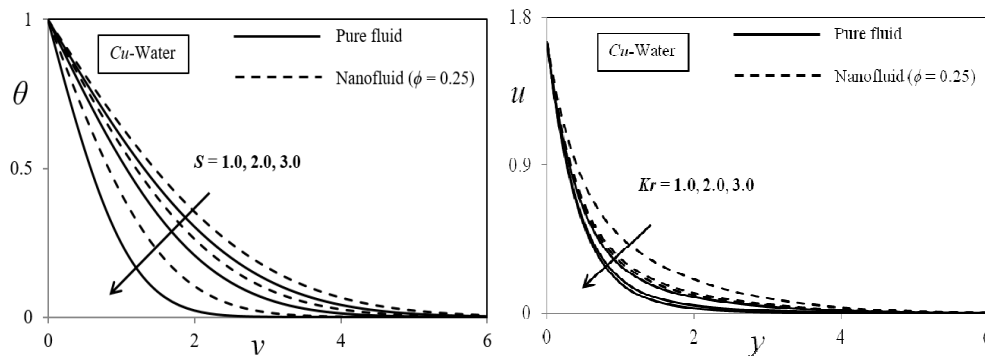 1
Cu-Water
Pure fluid
Nanofluid (ϕ = 0.25)
θ
0.5
S = 1.0, 2.0, 3.0
0
0 2 4 6
y
1.8
Cu-Water
Pure fluid
Nanofluid (ϕ = 0.25)
u
0.9
Kr = 1.0, 2.0, 3.0
0
0 2 4 6
y